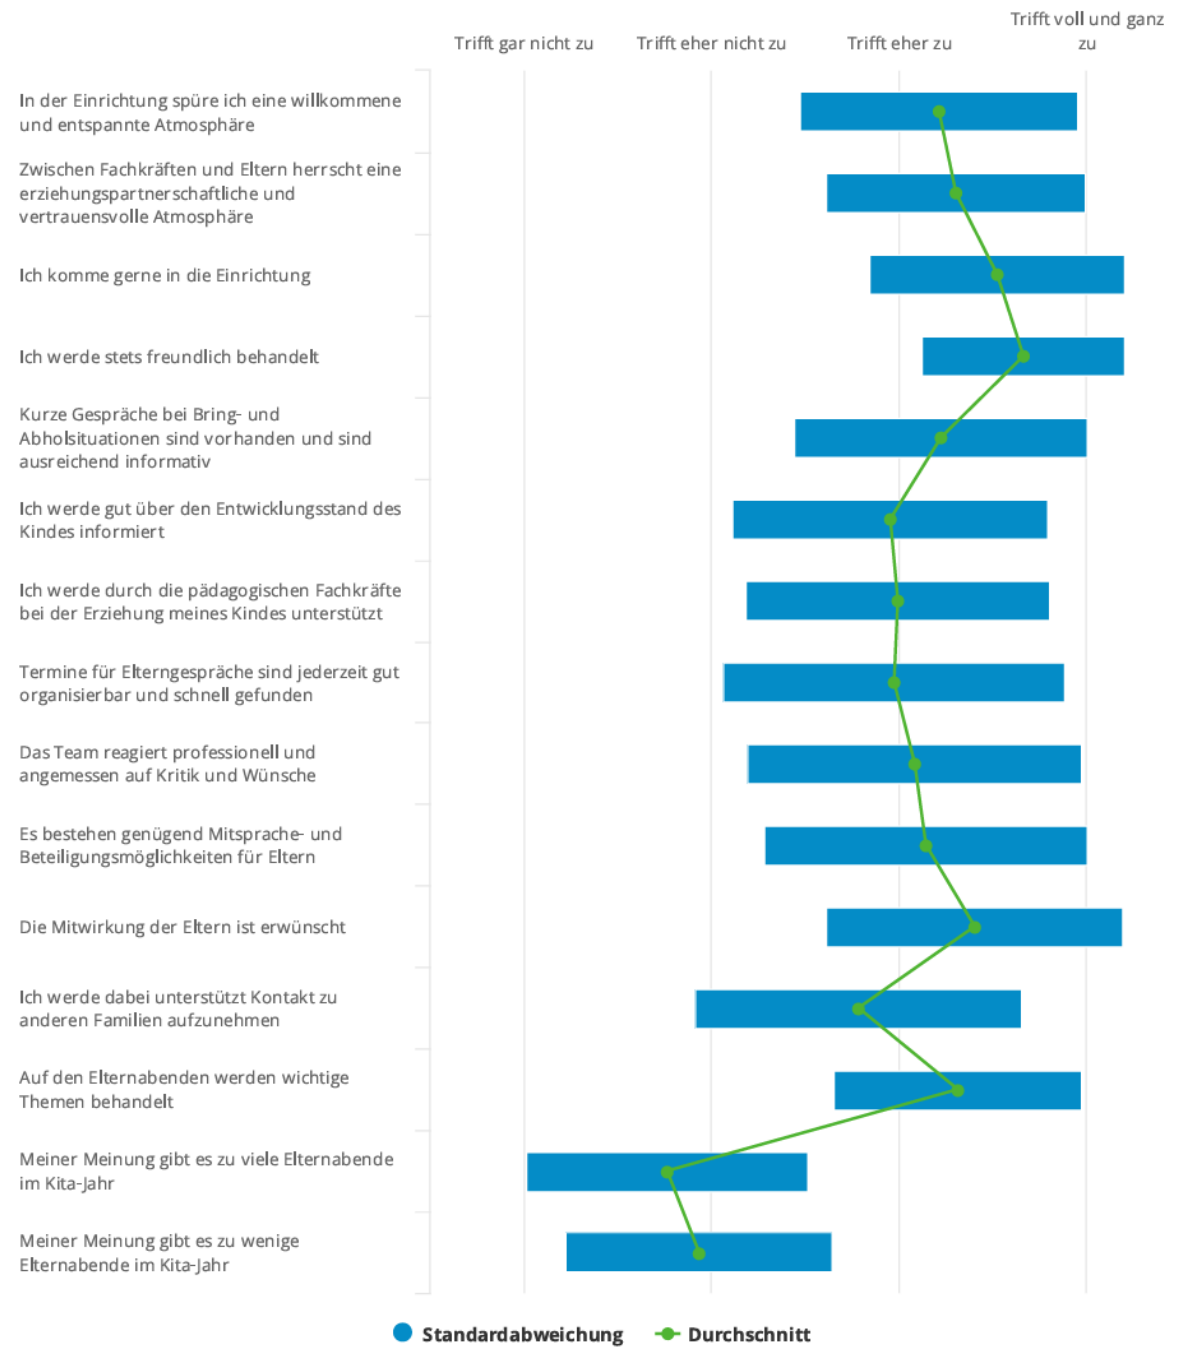 Trifft gar nicht zu
Trifft eher nicht zu
Trifft eher zu
Trifft voll und ganz
zu
In der Einrichtung spüre ich eine willkommene
und entspannte Atmosphäre
Zwischen Fachkräften und Eltern herrscht eine
erziehungspartnerschaftliche und
vertrauensvolle Atmosphäre
Ich komme gerne in die Einrichtung
Ich werde stets freundlich behandelt
Kurze Gespräche bei Bring- und
Abholsituationen sind vorhanden und sind
ausreichend informativ
Ich werde gut über den Entwicklungsstand des
Kindes informiert
Ich werde durch die pädagogischen Fachkräfte
bei der Erziehung meines Kindes unterstützt
Termine für Elterngespräche sind jederzeit gut
organisierbar und schnell gefunden
Das Team reagiert professionell und
angemessen auf Kritik und Wünsche
Es bestehen genügend Mitsprache- und
Beteiligungsmöglichkeiten für Eltern
Die Mitwirkung der Eltern ist erwünscht
Ich werde dabei unterstützt Kontakt zu
anderen Familien aufzunehmen
Auf den Elternabenden werden wichtige
Themen behandelt
Meiner Meinung gibt es zu viele Elternabende
im Kita-Jahr
Meiner Meinung gibt es zu wenige
Elternabende im Kita-Jahr
Standardabweichung
Durchschnitt